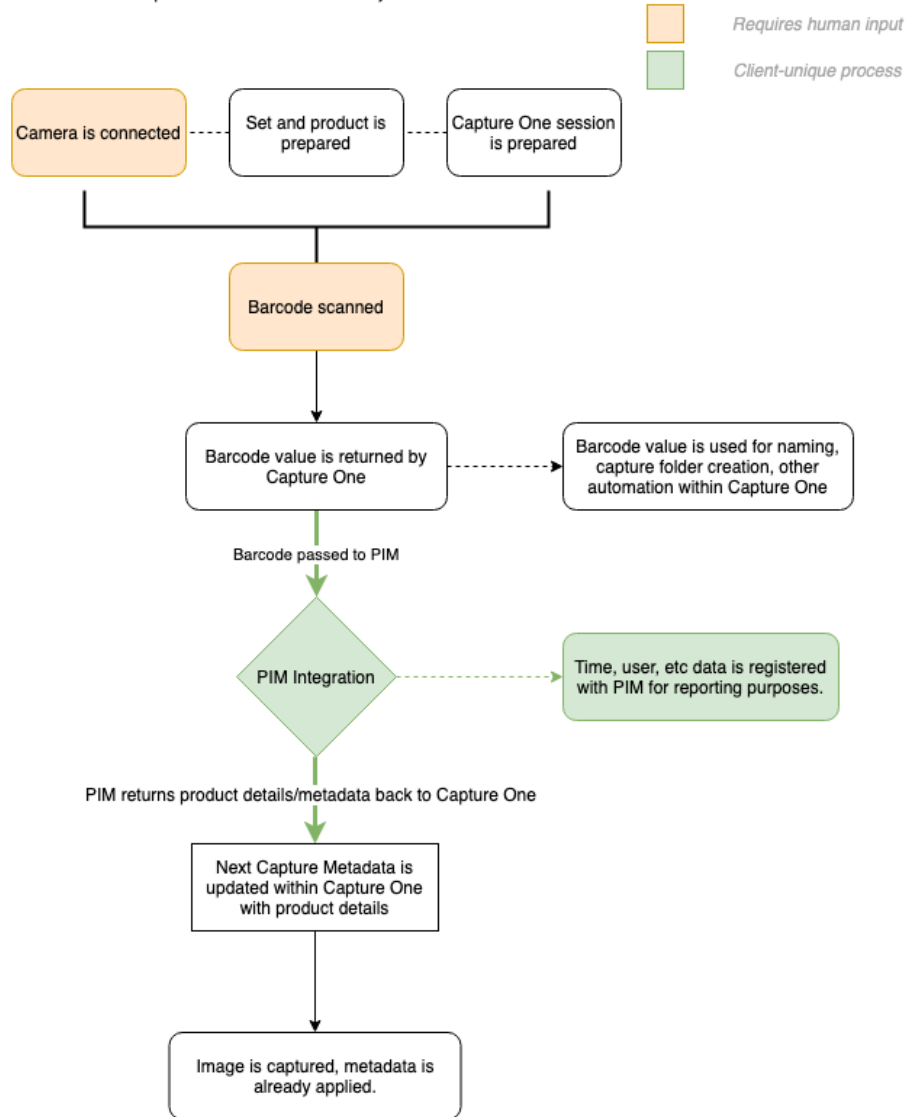 Requires human input
Client-unique process
Camera is connected
Set and product is
prepared
Capture One session
is prepared
Barcode scanned
Barcode value is returned by
Capture One
Barcode value is used for naming,
capture folder creation, other
automation within Capture One
Barcode passed to PIM
PIM Integration
Time, user, etc data is registered
with PIM for reporting purposes.
PIM returns product details/metadata back to Capture One
Next Capture Metadata is
updated within Capture One
with product details
Image is captured, metadata is
already applied.